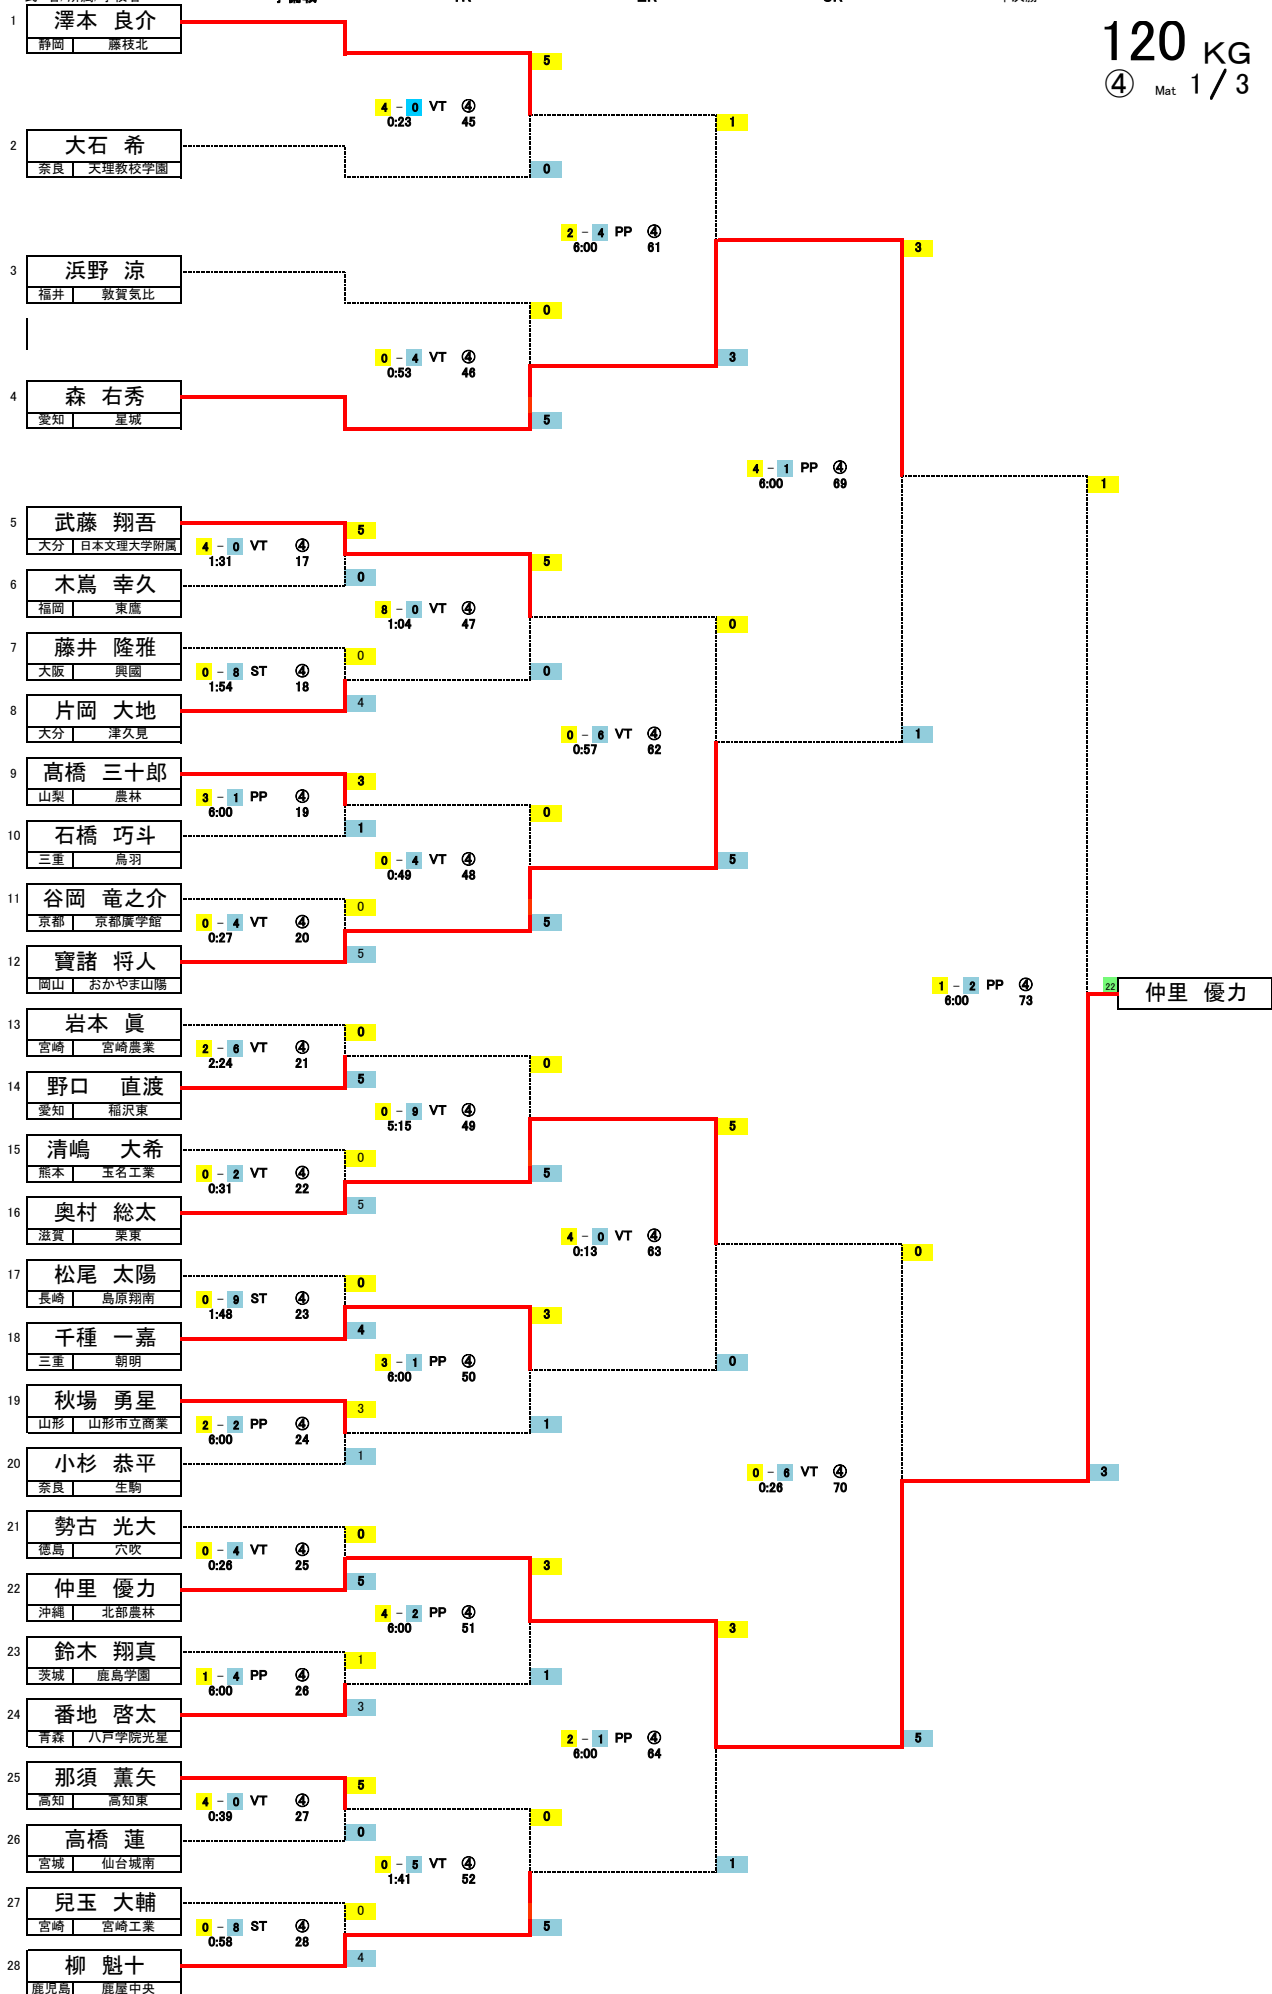 120 KG
④ Mat 1 / 3
1 澤本 良介
静岡 藤枝北
5
4 - 0 VT ④
0:23 45
1
2 大石 希
奈良 天理教校学園
0
2 - 4 PP ④
6:00 61
3
3 浜野 涼
福井 敦賀気比
0
0 - 4 VT ④
0:53 46
3
4 森 右秀
愛知 星城
5
4 - 1 PP ④
6:00 69
1
5 武藤 翔吾
大分 日本文理大学附属
5
4 - 0 VT ④
1:31 17
5
0
6 木嶌 幸久
福岡 東鷹
8 - 0 VT ④
1:04 47
0
7 藤井 隆雅
大阪 興國
0
0 - 8 ST ④
1:54 18
0
4
8 片岡 大地
大分 津久見
0 - 6 VT ④
0:57 62
1
9 髙橋 三十郎
山梨 農林
3
3 - 1 PP ④
6:00 19
0
1
10 石橋 巧斗
三重 鳥羽
0 - 4 VT ④
0:49 48
5
11 谷岡 竜之介
京都 京都廣学館
0
0 - 4 VT ④
0:27 20
5
5
12 寶諸 将人
岡山 おかやま山陽
1 - 2 PP ④
6:00 73
22 仲里 優力
13 岩本 眞
宮崎 宮崎農業
0
2 - 6 VT ④
2:24 21
0
5
14 野口 直渡
愛知 稲沢東
0 - 9 VT ④
5:15 49
5
15 清嶋 大希
熊本 玉名工業
0
0 - 2 VT ④
0:31 22
5
5
16 奥村 総太
滋賀 栗東
4 - 0 VT ④
0:13 63
0
17 松尾 太陽
長崎 島原翔南
0
0 - 9 ST ④
1:48 23
3
4
18 千種 一嘉
三重 朝明
3 - 1 PP ④
6:00 50
0
19 秋場 勇星
山形 山形市立商業
3
2 - 2 PP ④
6:00 24
1
1
20 小杉 恭平
奈良 生駒
0 - 6 VT ④
0:26 70
3
21 勢古 光大
徳島 穴吹
0
0 - 4 VT ④
0:26 25
3
5
22 仲里 優力
沖縄 北部農林
4 - 2 PP ④
6:00 51
3
23 鈴木 翔真
茨城 鹿島学園
1
1 - 4 PP ④
6:00 26
1
3
24 番地 啓太
青森 八戸学院光星
2 - 1 PP ④
6:00 64
5
25 那須 薫矢
高知 高知東
5
4 - 0 VT ④
0:39 27
0
0
26 高橋 蓮
宮城 仙台城南
0 - 5 VT ④
1:41 52
1
27 兒玉 大輔
宮崎 宮崎工業
0
0 - 8 ST ④
0:58 28
5
4
28 柳 魁十
鹿児島 鹿屋中央